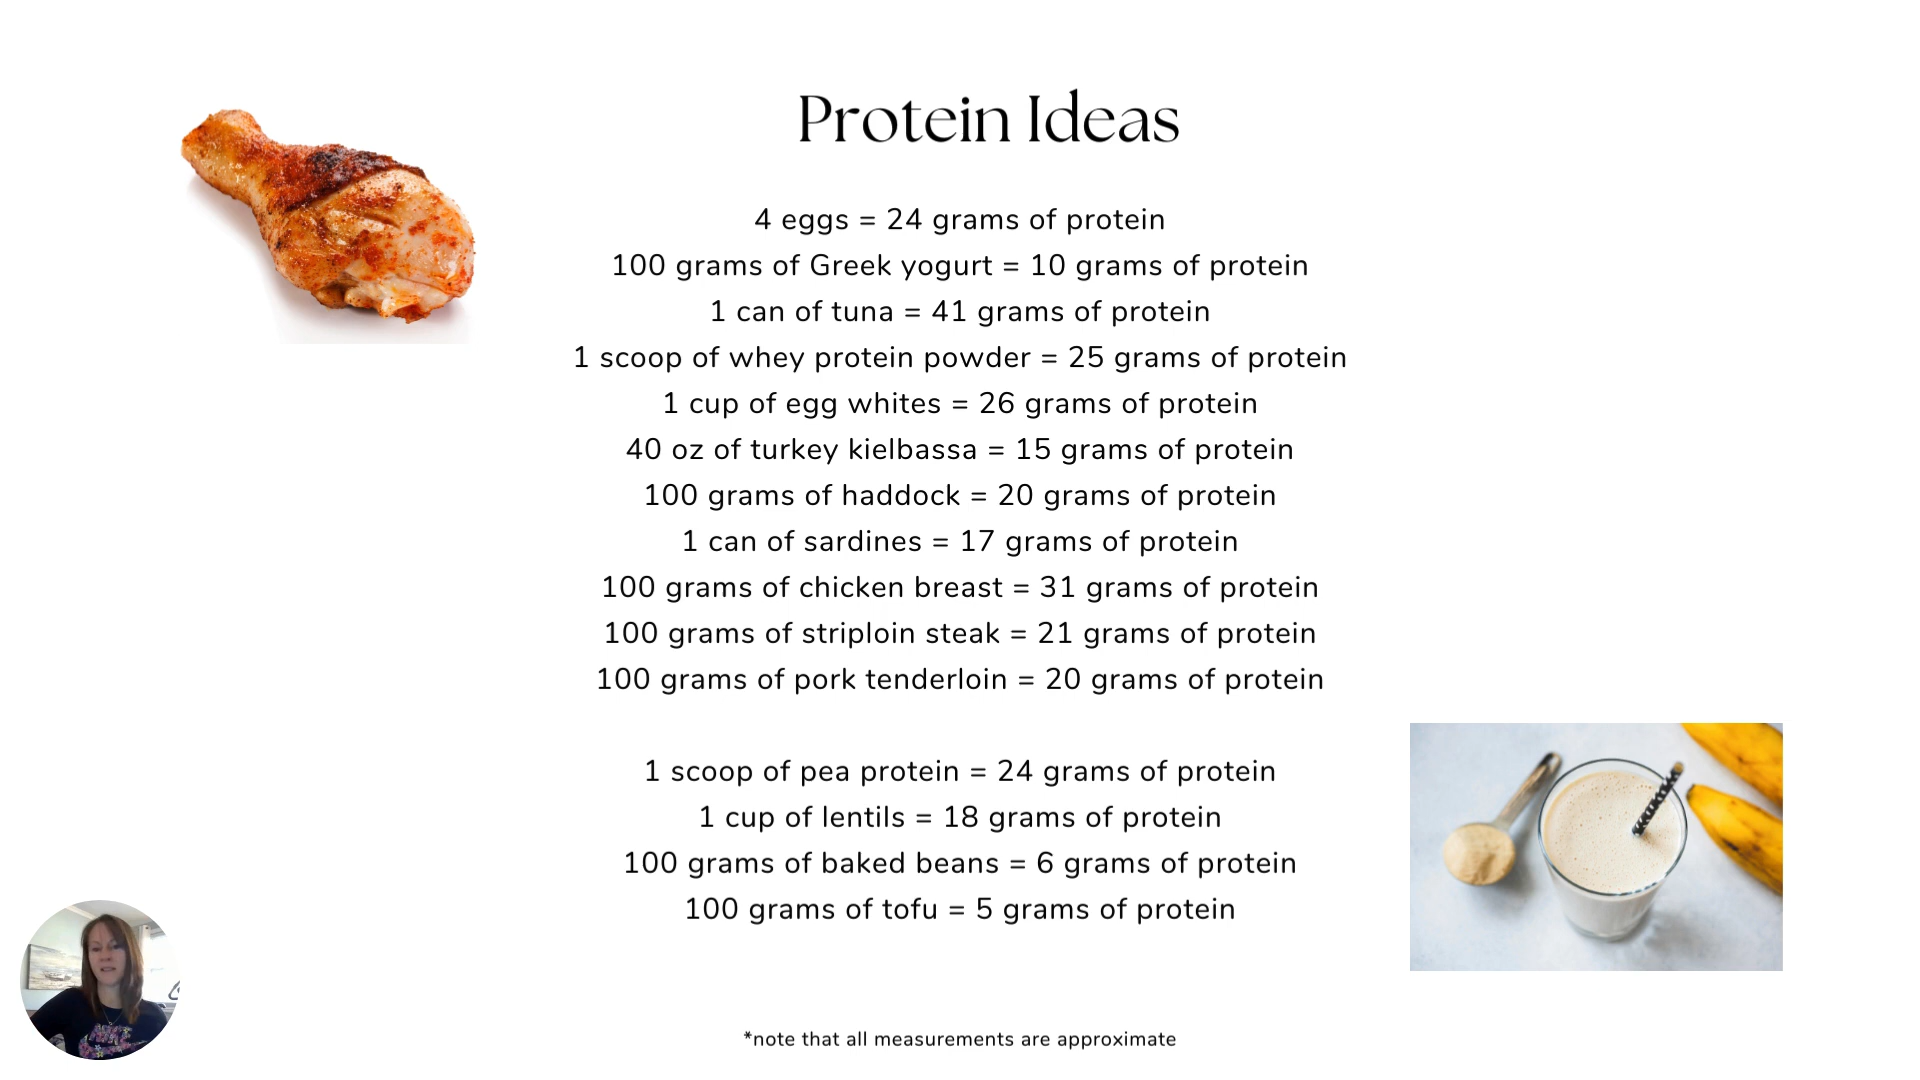 Protein Ideas
4 eggs = 24 grams of protein
100 grams of Greek yogurt = 10 grams of protein
1 can of tuna = 41 grams of protein
1 scoop of whey protein powder = 25 grams of protein
1 cup of egg whites = 26 grams of protein
40 oz of turkey kielbassa = 15 grams of protein
100 grams of haddock = 20 grams of protein
1 can of sardines = 17 grams of protein
100 grams of chicken breast = 31 grams of protein
100 grams of striploin steak = 21 grams of protein
100 grams of pork tenderloin = 20 grams of protein
1 scoop of pea protein = 24 grams of protein
1 cup of lentils = 18 grams of protein
100 grams of baked beans = 6 grams of protein
100 grams of tofu = 5 grams of protein
*note that all measurements are approximate